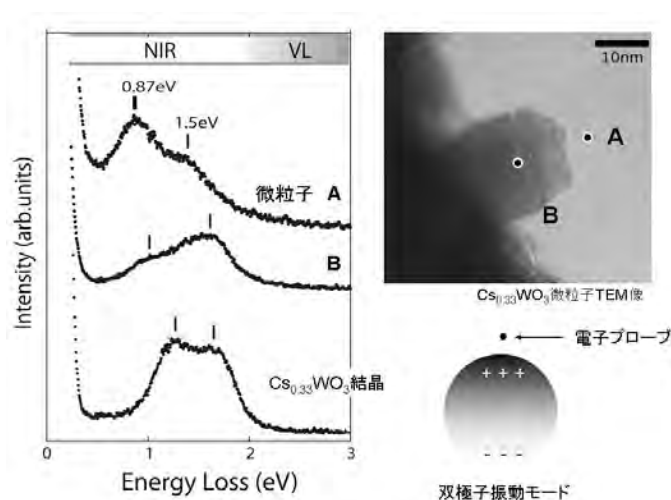 NIR
VL
0.87eV
1.5eV
微粒子 A
B
Cs0.33WO3結晶
Intensity (arb.units)
0
1
2
3
Energy Loss (eV)
10nm
A
B
Cs0.33WO3微粒子TEM像
電子プローブ
+ + +
- - -
双極子振動モード